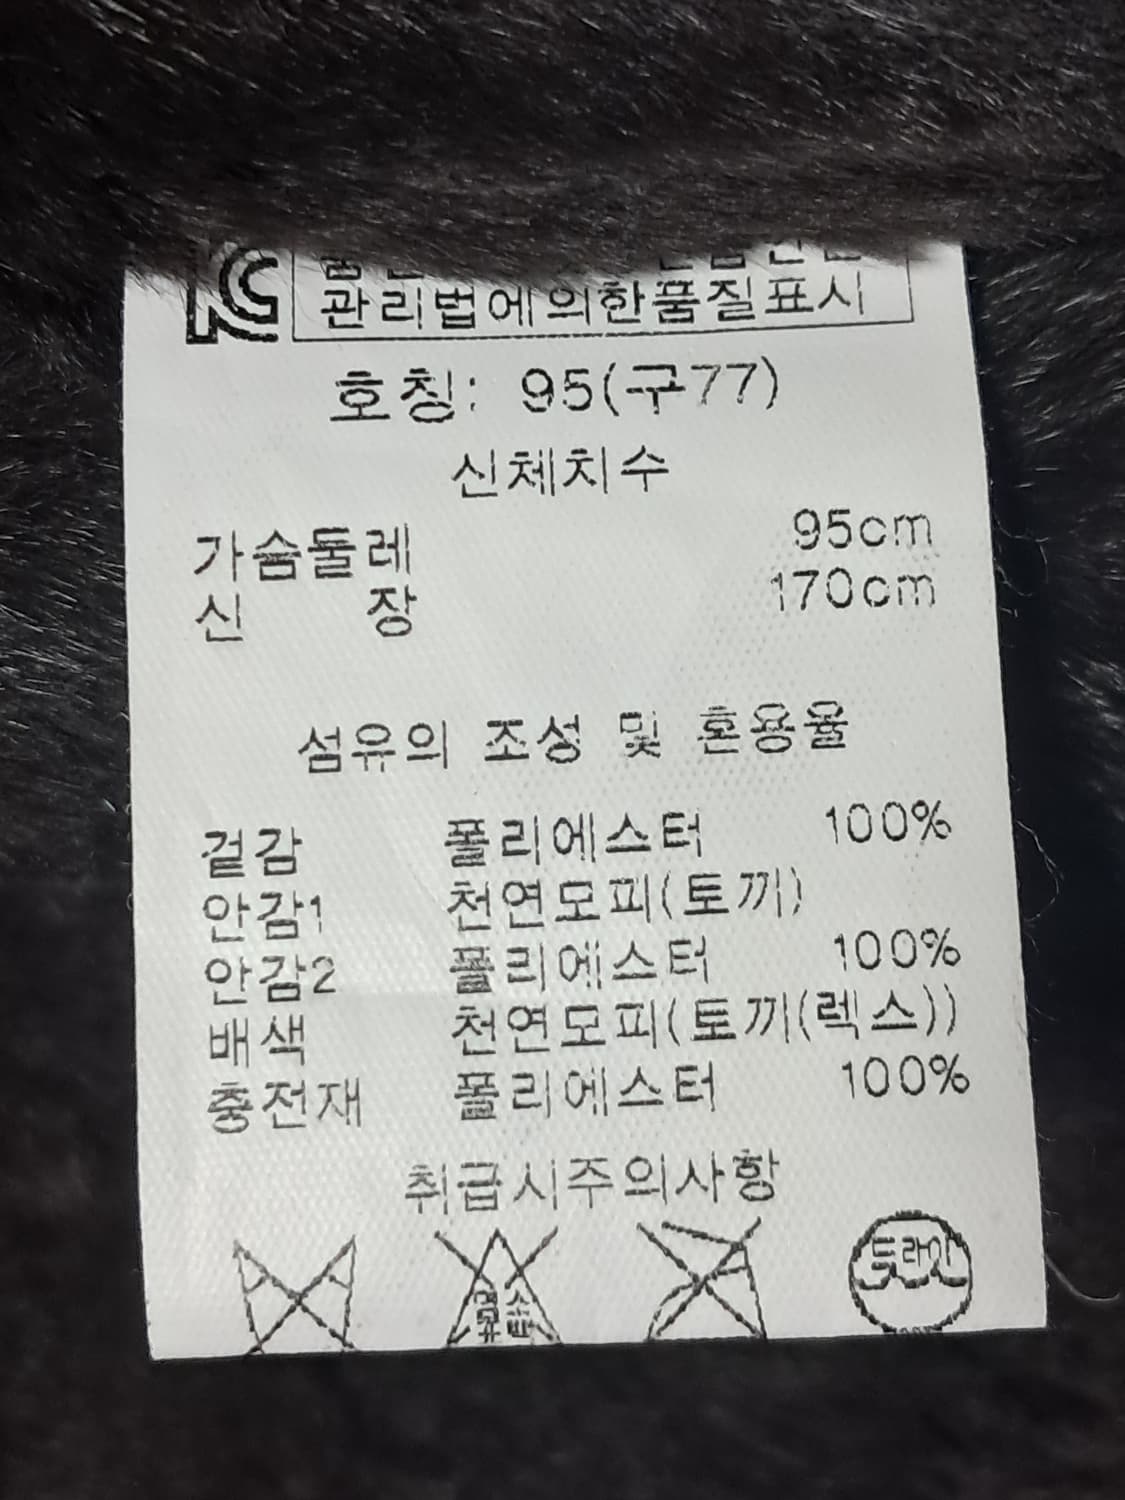 KC
관리법에의한품질표시
호칭: 95(구77)
신체치수
가슴둘레 95cm
신 장 170cm
섬유의 조성 및 혼용율
겉감 폴리에스터 100%
안감1 천연모피(토끼)
안감2 폴리에스터 100%
배색 천연모피(토끼(렉스))
충전재 폴리에스터 100%
취급시주의사항
염소
드라이